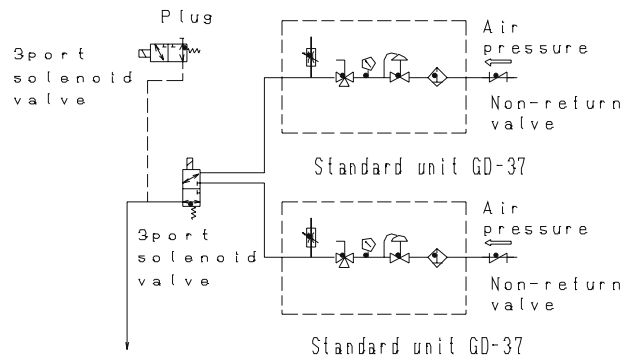 Plug
3port
solenoid
valve
Air
pressure
Non-return
valve
Standard unit GD-37
3port
solenoid
valve
Air
pressure
Non-return
valve
Standard unit GD-37